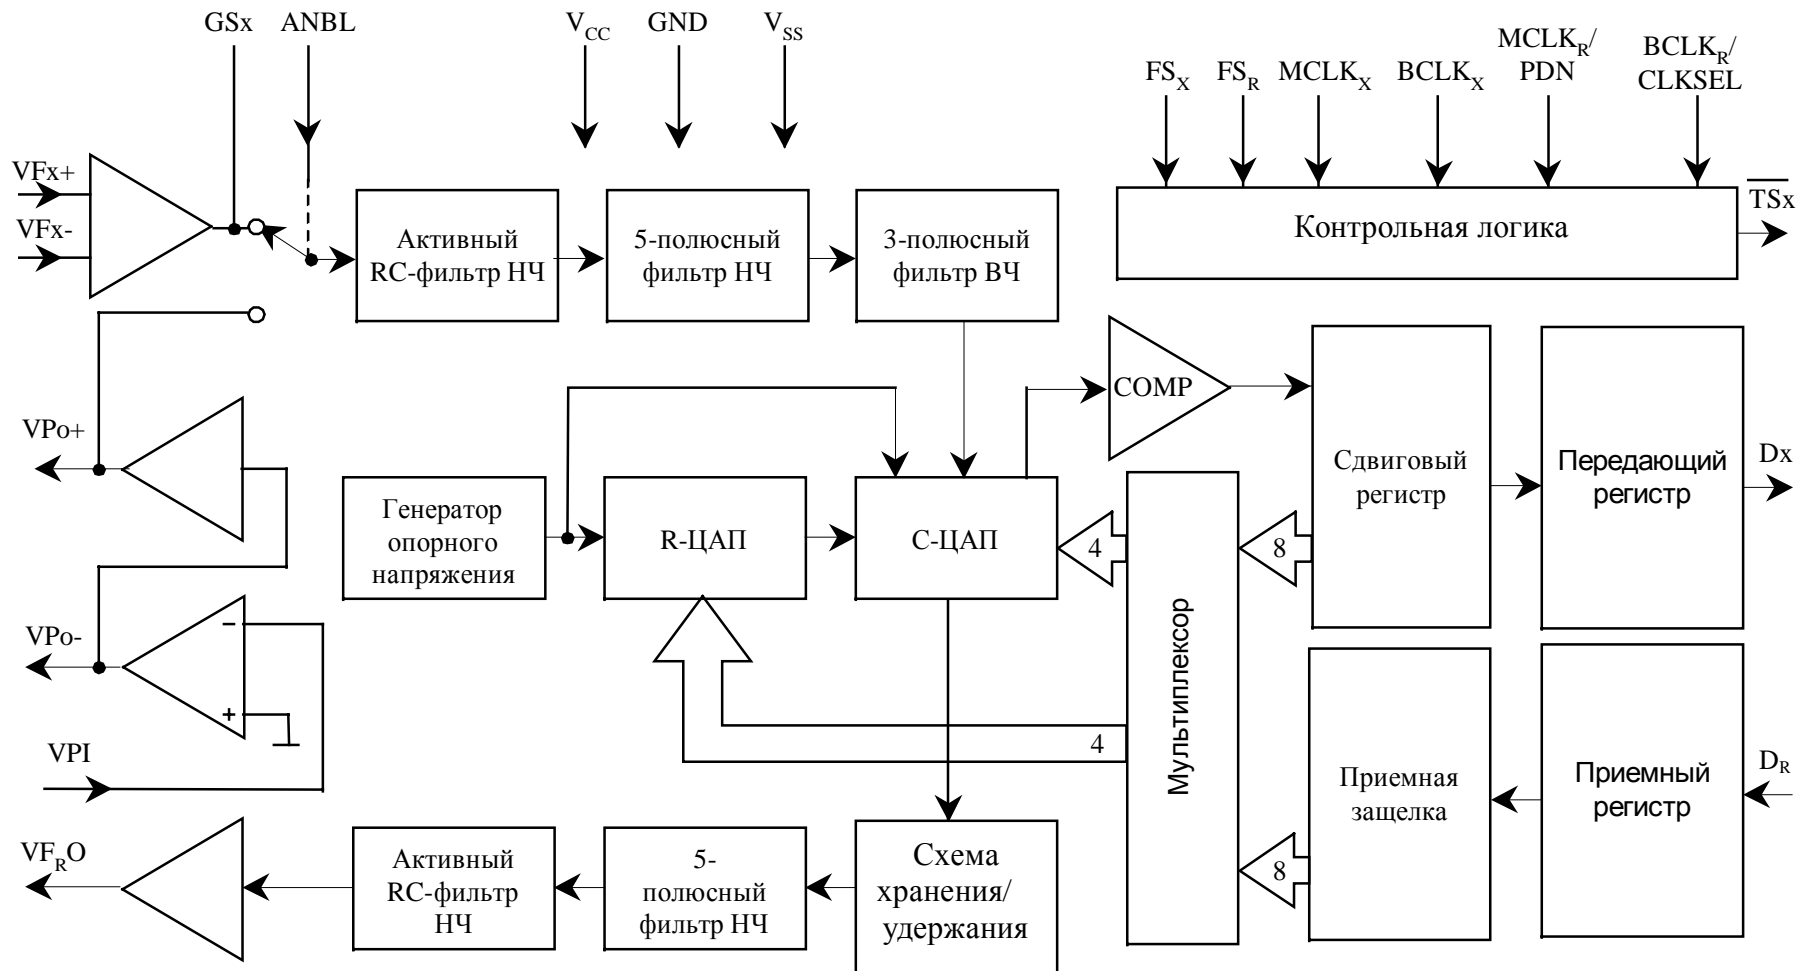 GSx
ANBL
VCC
GND
VSS
FSX
FSR
MCLKX
BCLKX
MCLKR/
PDN
BCLKR/
CLKSEL
VFx+
VFx-
Активный
RC-фильтр НЧ
5-полюсный
фильтр НЧ
3-полюсный
фильтр ВЧ
Контрольная логика
TSx
VPo+
COMP
Сдвиговый
регистр
Передающий
регистр
Dx
Генератор
опорного
напряжения
R-ЦАП
С-ЦАП
4
8
Мультиплексор
VPo-
−
+
VPI
4
Приемная
защелка
Приемный
регистр
DR
VFRO
Активный
RC-фильтр
НЧ
5-
полюсный
фильтр НЧ
Схема
хранения/
удержания
8